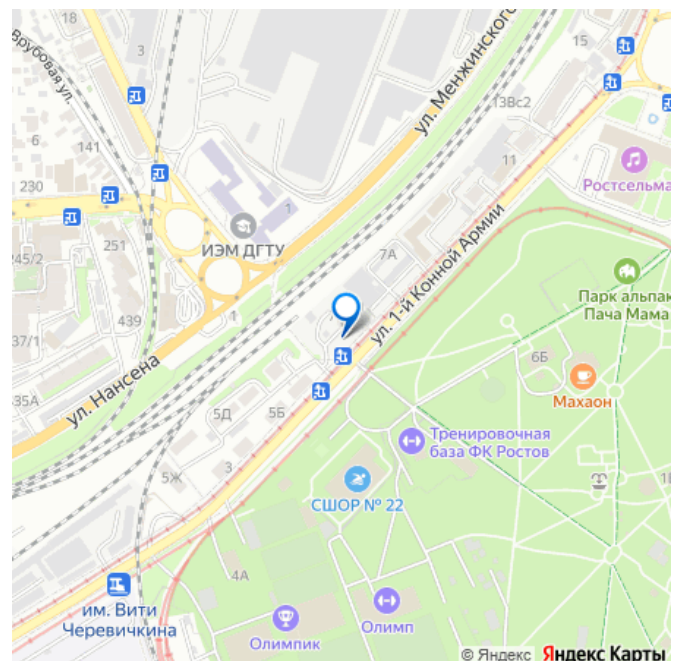 18
3
15
Врубовая ул.
ул. Менжинского
13Вс2
6
141
11
230
1
Ростсельма
ИЭМ ДГТУ
251
245/2
7А
ул. 1-й Конной Армии
Парк альпак
Пача Мама
439
1
37/1
6Б
Махаон
35А
ул. Нансена
5Д
5Б
Тренировочная
база ФК Ростов
5Ж
3
СШОР № 22
4А
им. Вити
Черевичкина
Олимпик
Олимп
© Яндекс Яндекс Карты